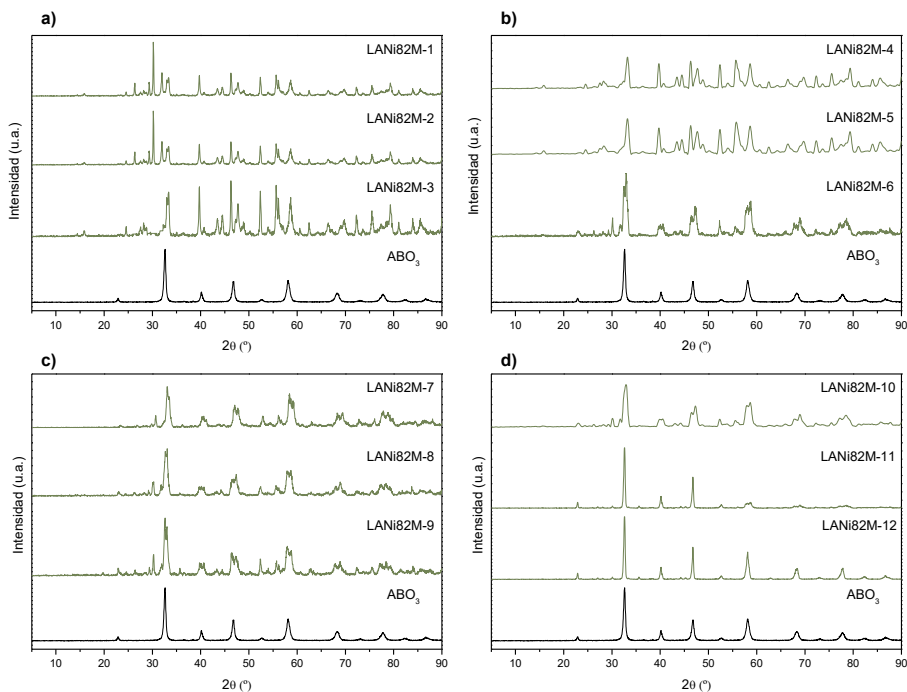 a)
LANi82M-1
LANi82M-2
LANi82M-3
ABO₃
Intensidad (u.a.)
10 20 30 40 50 60 70 80 90
2θ (º)
b)
LANi82M-4
LANi82M-5
LANi82M-6
ABO₃
Intensidad (u.a.)
10 20 30 40 50 60 70 80 90
2θ (º)
c)
LANi82M-7
LANi82M-8
LANi82M-9
ABO₃
Intensidad (u.a.)
10 20 30 40 50 60 70 80 90
2θ (º)
d)
LANi82M-10
LANi82M-11
LANi82M-12
ABO₃
Intensidad (u.a.)
10 20 30 40 50 60 70 80 90
2θ (º)